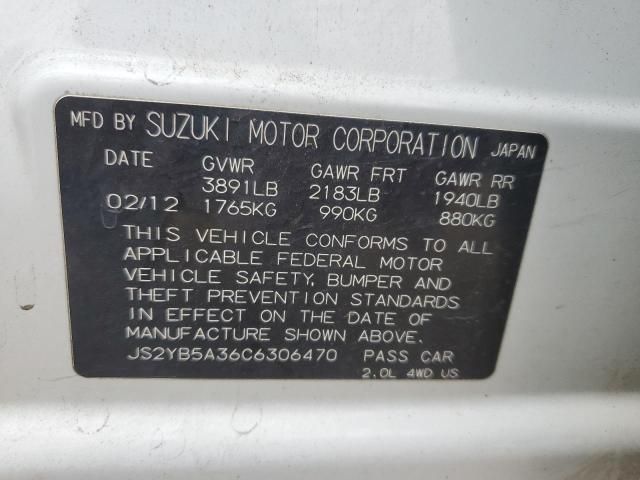 MFD BY SUZUKI MOTOR CORPORATION JAPAN
DATE GVWR GAWR FRT GAWR RR
3891LB 2183LB 1940LB
02/12 1765KG 990KG 880KG
THIS VEHICLE CONFORMS TO ALL
APPLICABLE FEDERAL MOTOR
VEHICLE SAFETY, BUMPER AND
THEFT PREVENTION STANDARDS
IN EFFECT ON THE DATE OF
MANUFACTURE SHOWN ABOVE.
JS2YB5A36C6306470 PASS CAR
2.0L 4WD US